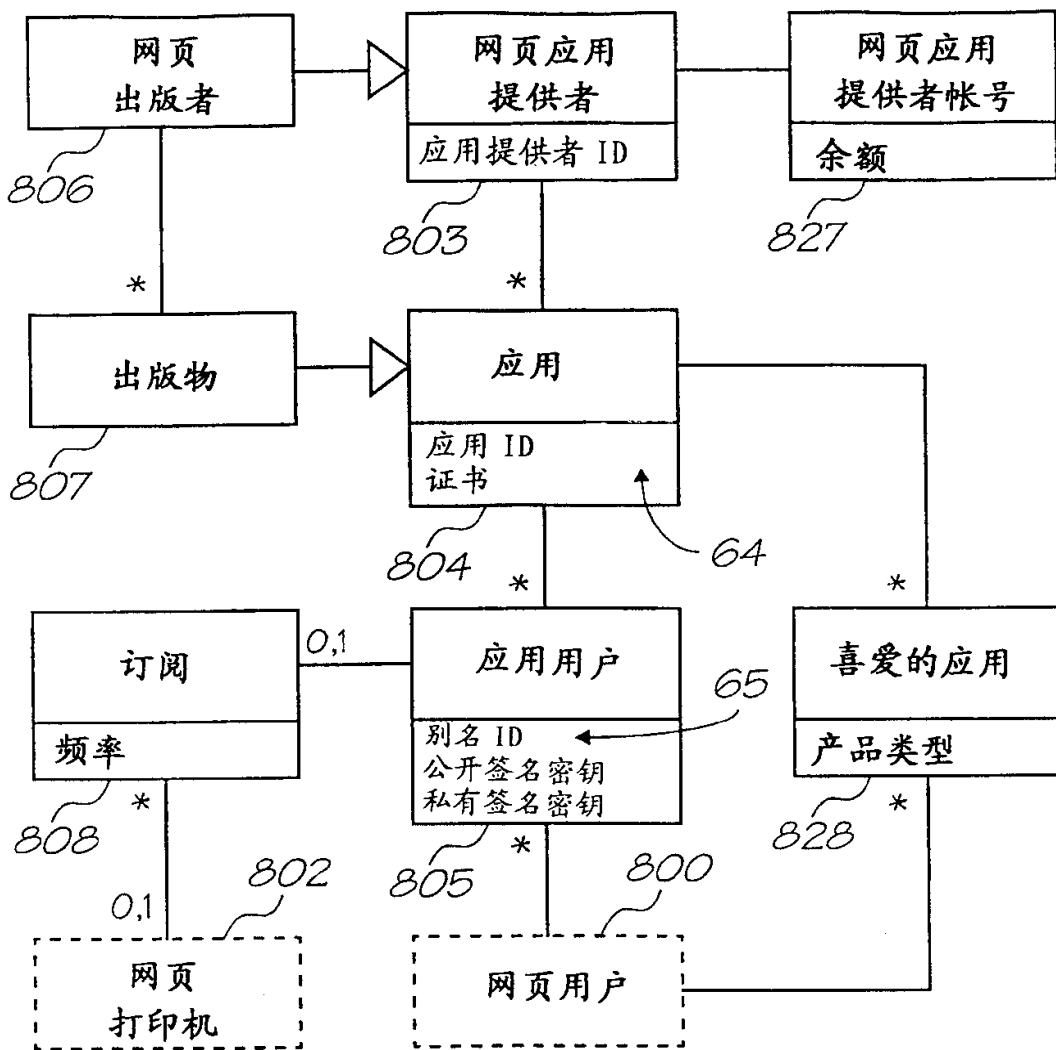 网页
出版者
806
网页应用
提供者
应用提供者 ID
803
网页应用
提供者帐号
余额
827
*
*
出版物
807
应用
应用 ID
证书
804
64
*
*
订阅
频率
808
0,1
应用用户
别名 ID
公开签名密钥
私有签名密钥
805
65
喜爱的应用
产品类型
828
*
*
*
0,1
802
网页
打印机
800
网页用户